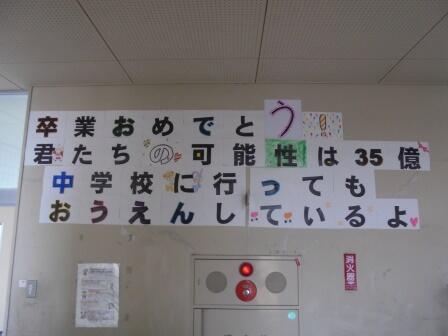 卒業おめでとう!
君たちの可能性は35億
中学校に行っても
おうえんしているよ
消火器